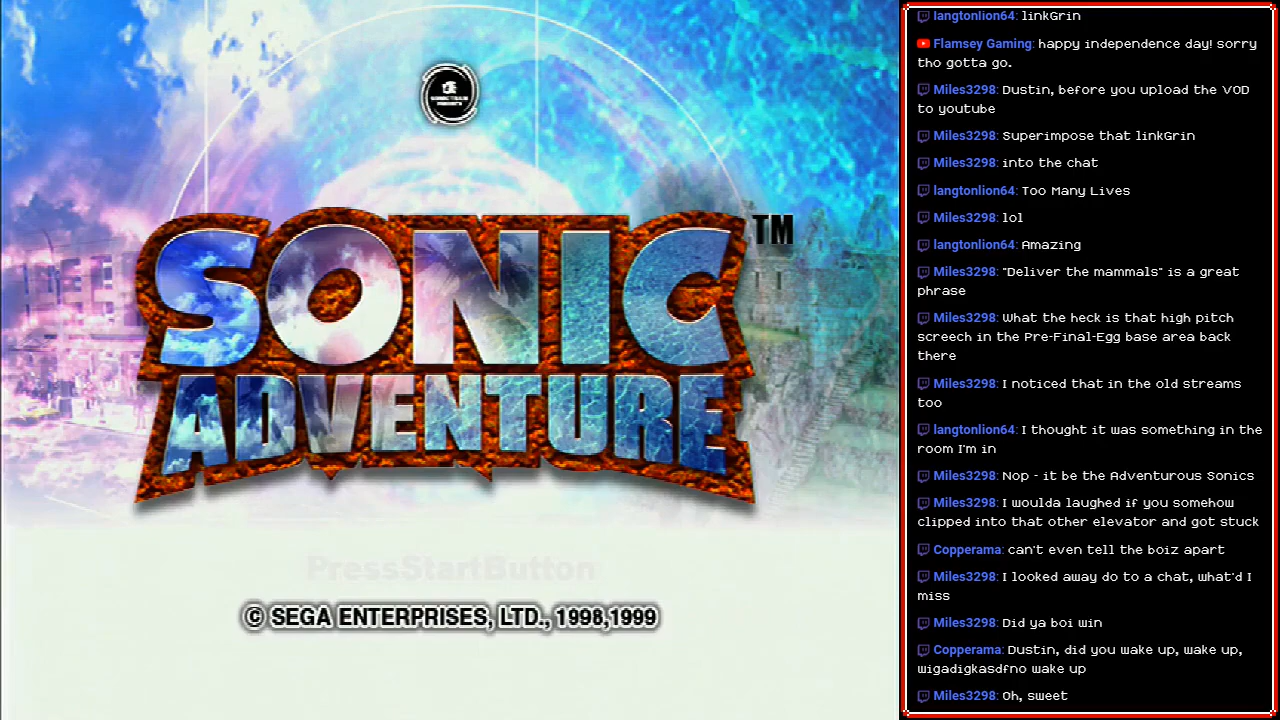 SONIC
ADVENTURE
TM
PressStartButton
© SEGA ENTERPRISES, LTD., 1998,1999
langtonlion64: linkGrin
Flamsey Gaming: happy independence day! sorry
tho gotta go.
Miles3298: Dustin, before you upload the VOD
to youtube
Miles3298: Superimpose that linkGrin
Miles3298: into the chat
langtonlion64: Too Many Lives
Miles3298: lol
langtonlion64: Amazing
Miles3298: "Deliver the mammals" is a great
phrase
Miles3298: What the heck is that high pitch
screech in the Pre-Final-Egg base area back
there
Miles3298: I noticed that in the old streams
too
langtonlion64: I thought it was something in the
room I'm in
Miles3298: Nop - it be the Adventurous Sonics
Miles3298: I woulda laughed if you somehow
clipped into that other elevator and got stuck
Copperama: can't even tell the boiz apart
Miles3298: I looked away do to a chat, what'd I
miss
Miles3298: Did ya boi win
Copperama: Dustin, did you wake up, wake up,
wigadigkasdfno wake up
Miles3298: Oh, sweet